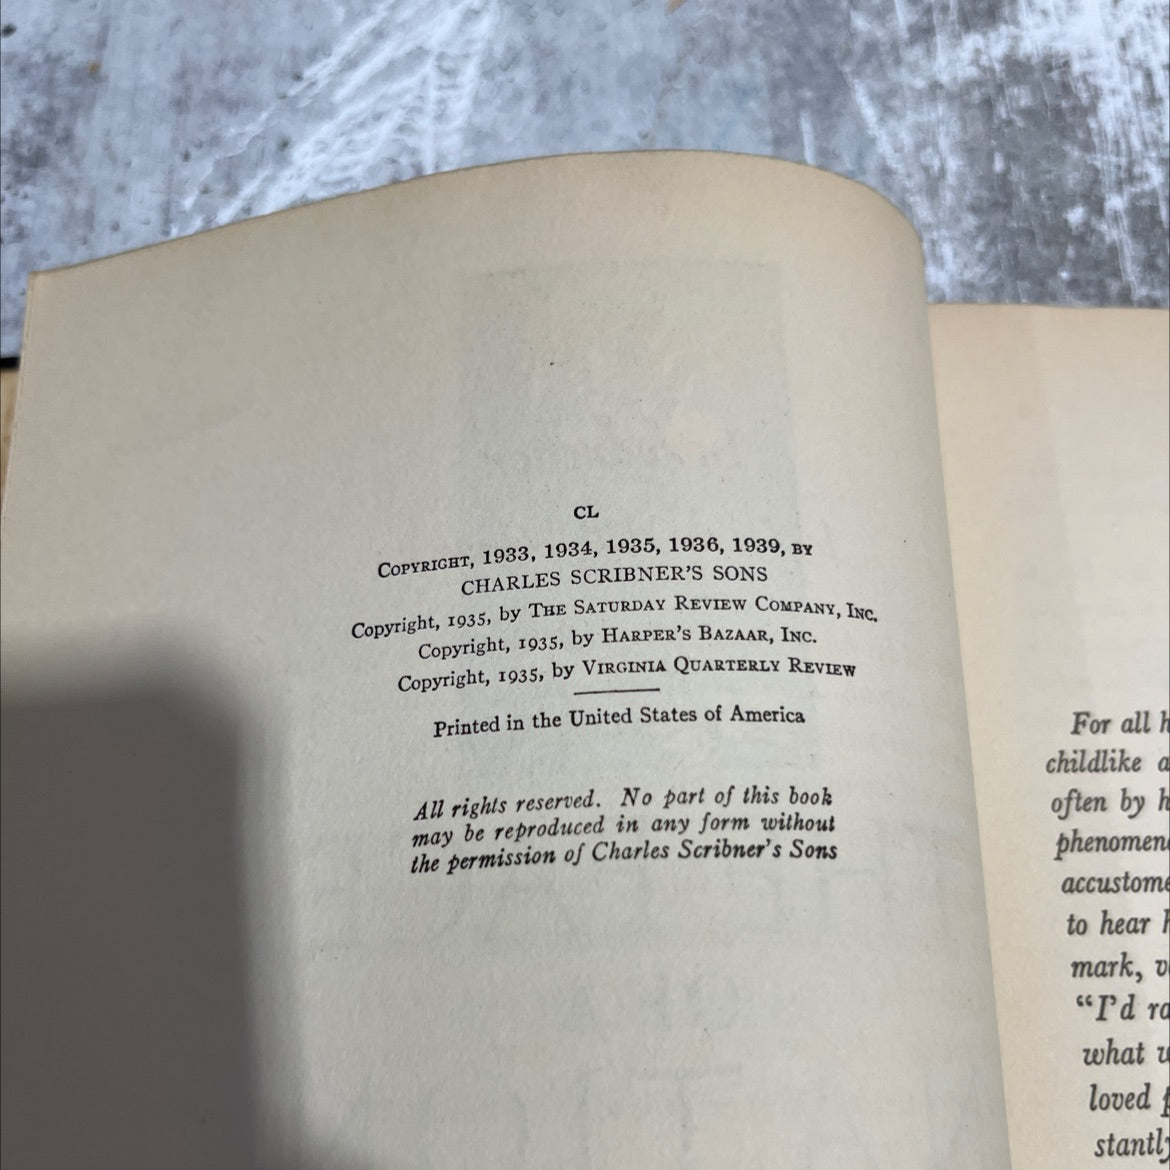 CL
COPYRIGHT, 1933, 1934, 1935, 1936, 1939, BY
CHARLES SCRIBNER'S SONS
Copyright, 1935, by THE SATURDAY REVIEW COMPANY, INC.
Copyright, 1935, by HARPER'S BAZAAR, INC.
Copyright, 1935, by VIRGINIA QUARTERLY REVIEW
Printed in the United States of America
All rights reserved. No part of this book
may be reproduced in any form without
the permission of Charles Scribner's Sons
For all
childlike
often by
phenomen
accustome
to hear
mark,
"I'd
what
loved
stantly